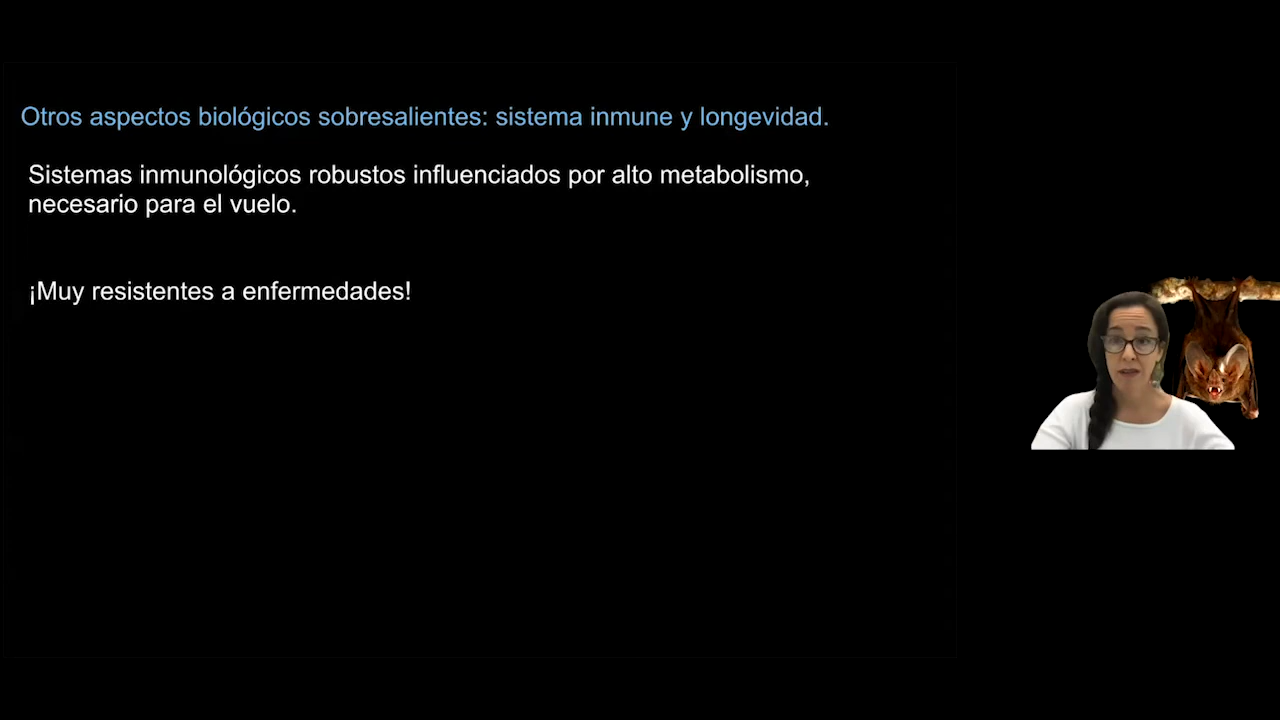 Otros aspectos biológicos sobresalientes: sistema inmune y longevidad.
Sistemas inmunológicos robustos influenciados por alto metabolismo,
necesario para el vuelo.
¡Muy resistentes a enfermedades!